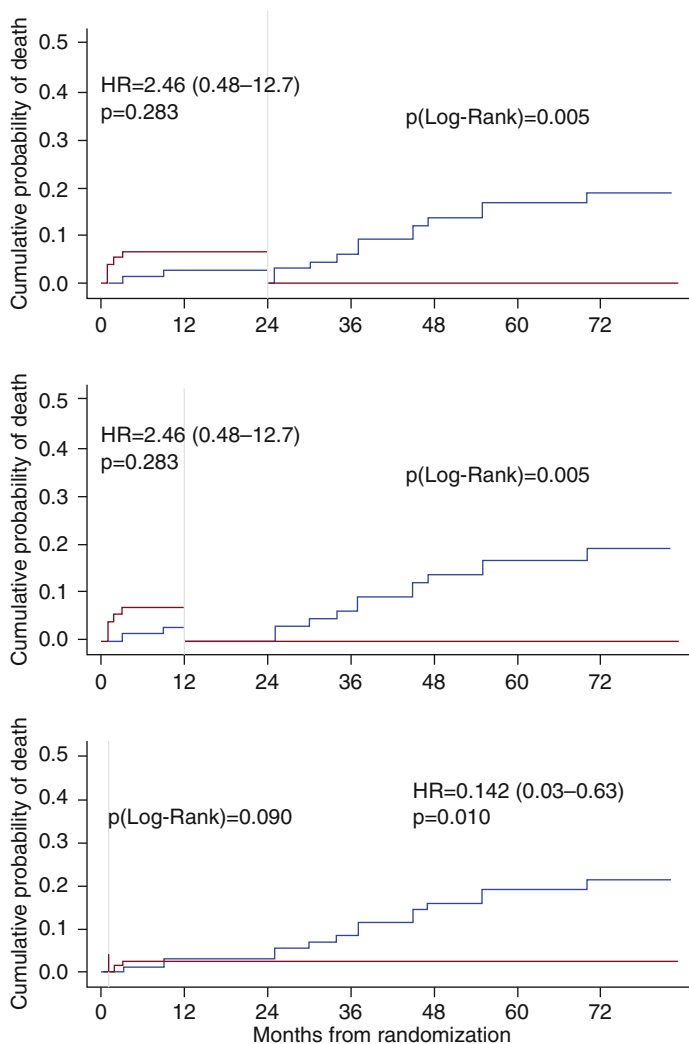 Cumulative probability of death
0.5
0.4
0.3
0.2
0.1
0.0
HR=2.46 (0.48–12.7)
p=0.283
p(Log-Rank)=0.005
0 12 24 36 48 60 72
Cumulative probability of death
0.5
0.4
0.3
0.2
0.1
0.0
HR=2.46 (0.48–12.7)
p=0.283
p(Log-Rank)=0.005
0 12 24 36 48 60 72
Cumulative probability of death
0.5
0.4
0.3
0.2
0.1
0.0
p(Log-Rank)=0.090
HR=0.142 (0.03–0.63)
p=0.010
0 12 24 36 48 60 72
Months from randomization